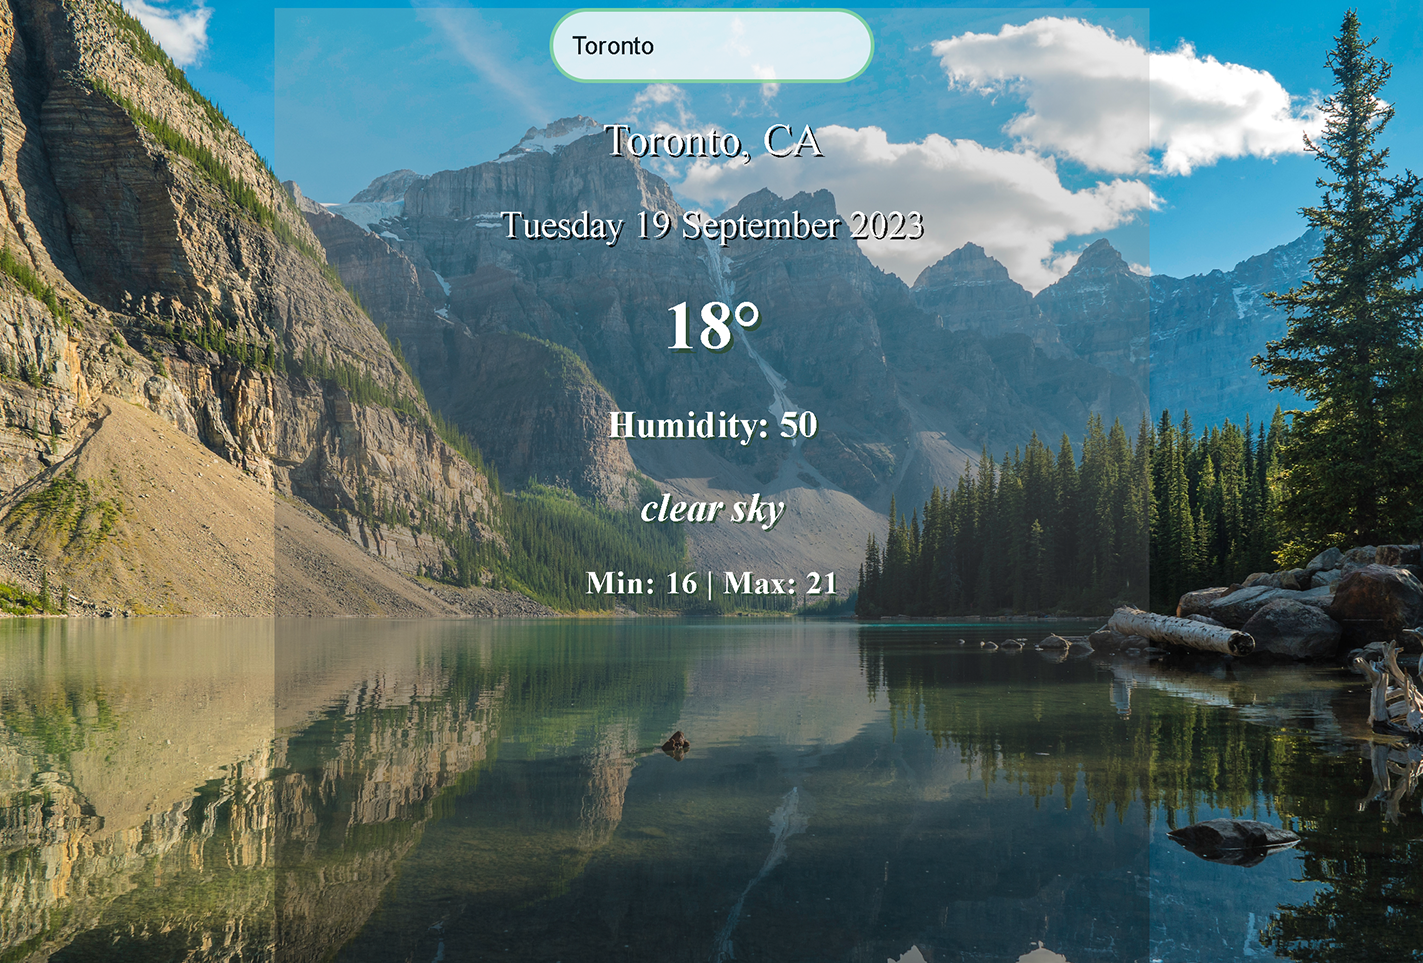 Toronto
Toronto, CA
Tuesday 19 September 2023
18°
Humidity: 50
clear sky
Min: 16 | Max: 21